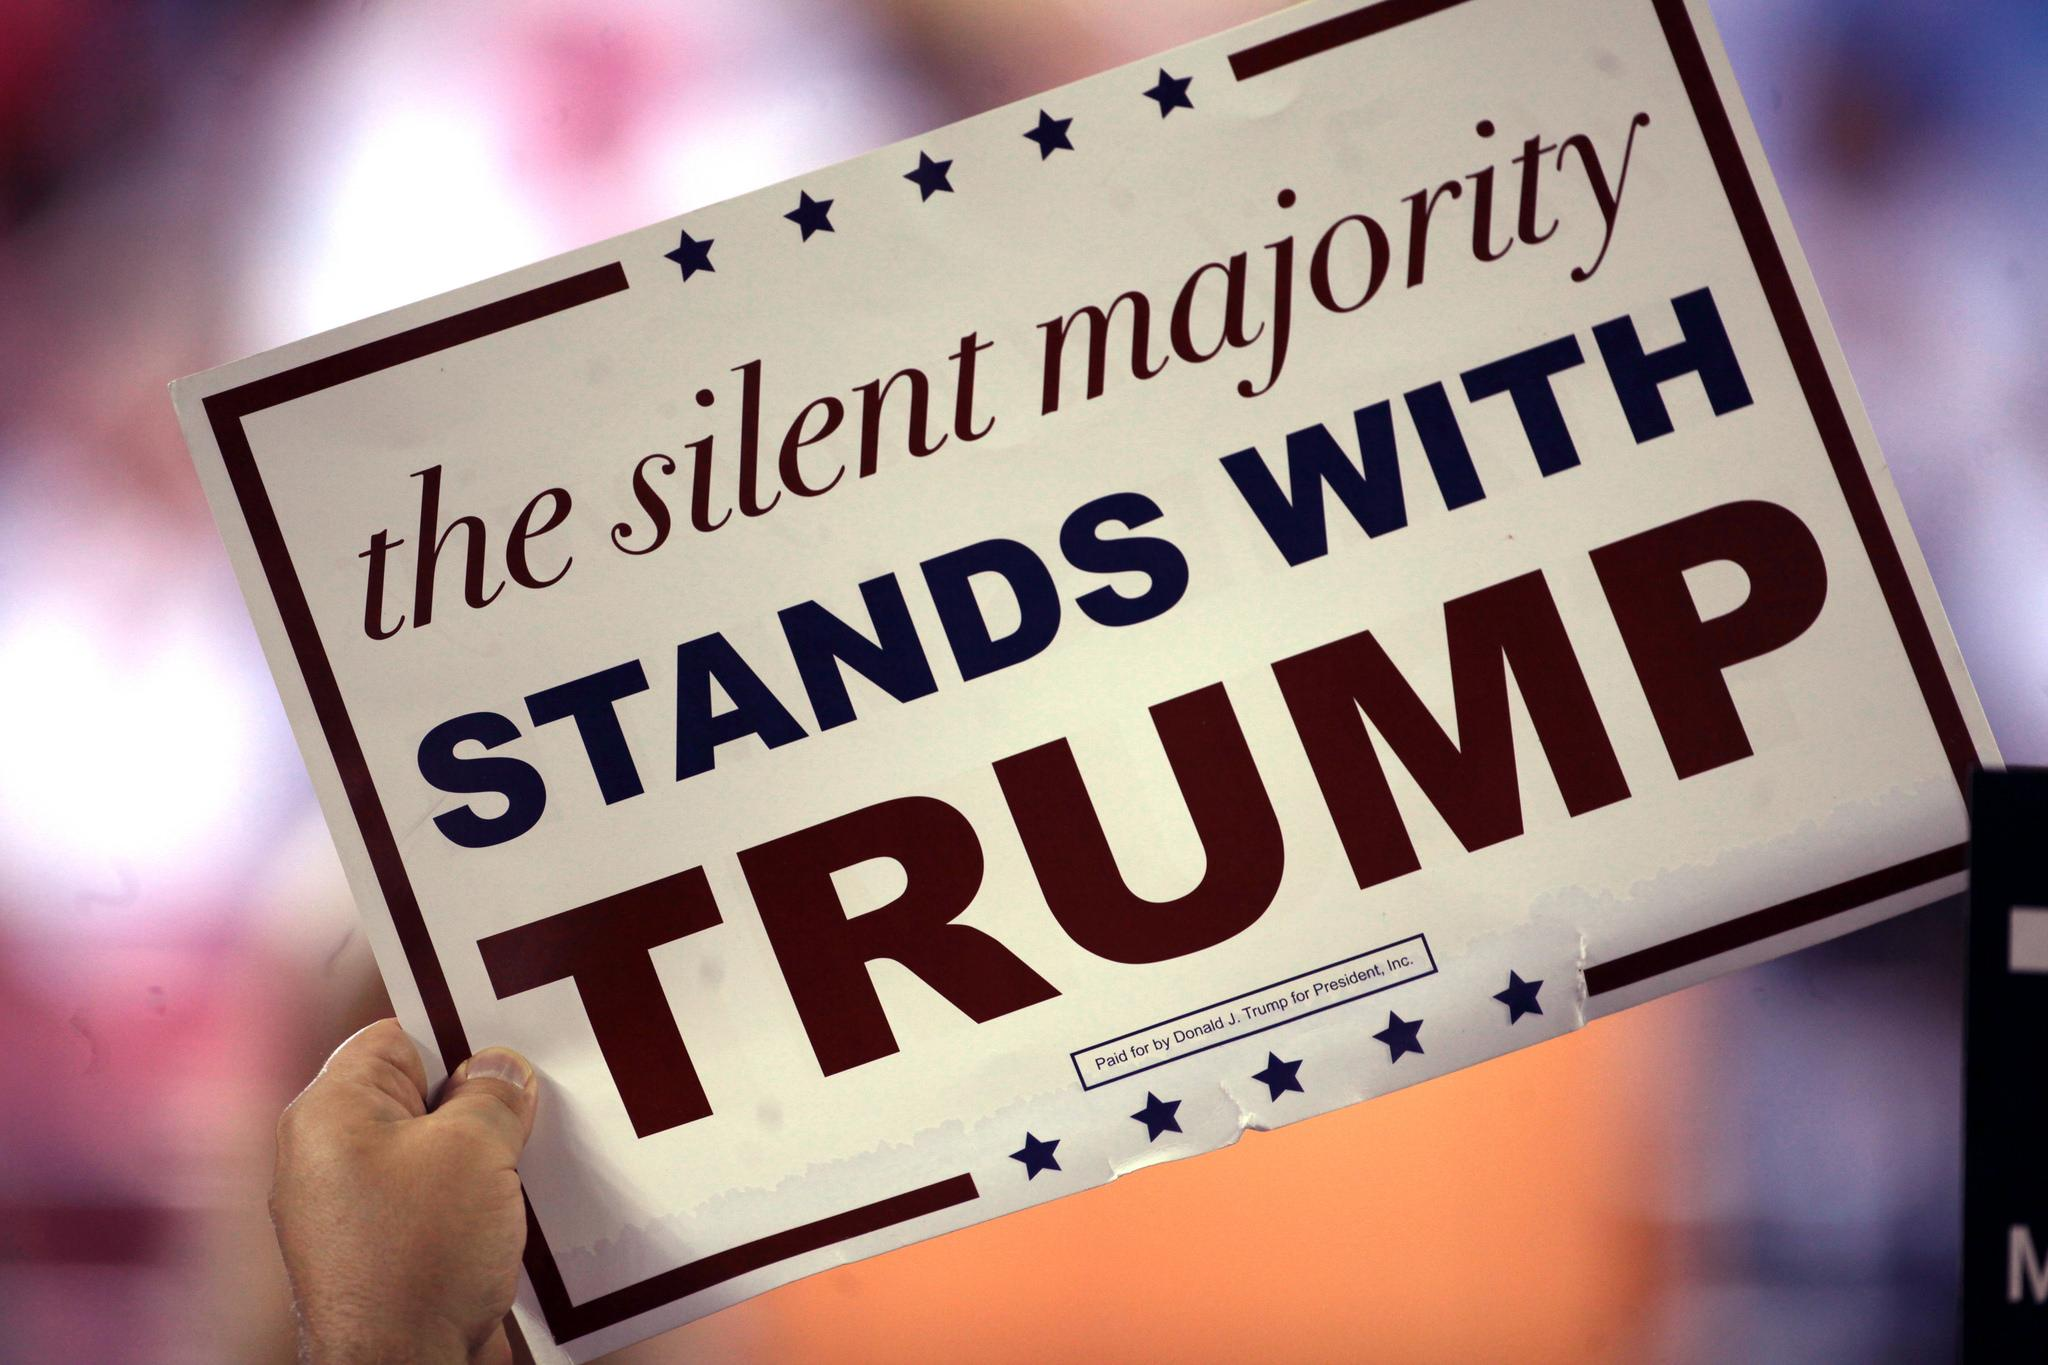 the silent majority
STANDS WITH
TRUMP
Paid for by Donald J. Trump for President, Inc.
M